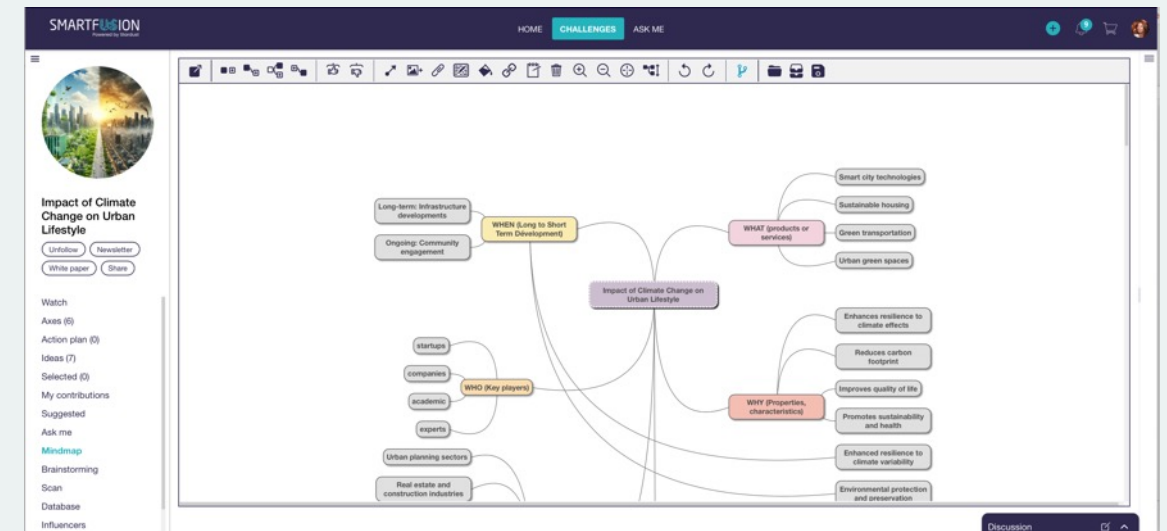 SMARTFUSION
Powered by Stardust
HOME
CHALLENGES
ASK ME
9
Impact of Climate
Change on Urban
Lifestyle
Unfollow
Newsletter
White paper
Share
Watch
Axes (6)
Action plan (0)
Ideas (7)
Selected (0)
My contributions
Suggested
Ask me
Mindmap
Brainstorming
Scan
Database
Influencers
Long-term: Infrastructure
developments
Ongoing: Community
engagement
WHEN (Long to Short
Term Dévelopment)
WHAT (products or
services)
Smart city technologies
Sustainable housing
Green transportation
Urban green spaces
Impact of Climate Change on
Urban Lifestyle
startups
companies
academic
experts
WHO (Key players)
WHY (Properties,
characteristics)
Enhances resilience to
climate effects
Reduces carbon
footprint
Improves quality of life
Promotes sustainability
and health
Enhanced resilience to
climate variability
Environmental protection
and preservation
Urban planning sectors
Real estate and
construction industries
Discussion